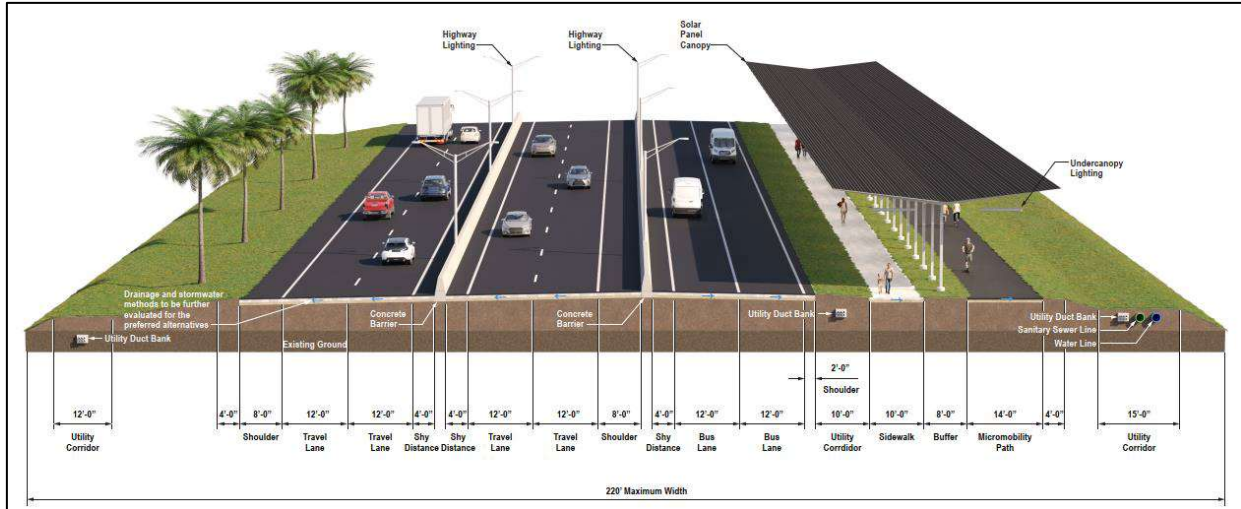 Highway
Lighting
Highway
Lighting
Solar
Panel
Canopy
Undercanopy
Lighting
Drainage and stormwater
methods to be further
evaluated for the
preferred alternatives
Concrete
Barrier
Concrete
Barrier
Utility Duct Bank
Utility Duct Bank
Sanitary Sewer Line
Water Line
Utility Duct Bank
Existing Ground
2'-0"
Shoulder
12'-0"
4'-0"
8'-0"
12'-0"
12'-0"
4'-0"
4'-0"
12'-0"
12'-0"
8'-0"
4'-0"
12'-0"
12'-0"
10'-0"
10'-0"
8'-0"
14'-0"
4'-0"
15'-0"
Utility
Corridor
Shoulder
Travel
Lane
Travel
Lane
Shy
Distance
Shy
Distance
Travel
Lane
Travel
Lane
Shoulder
Shy
Distance
Bus
Lane
Bus
Lane
Utility
Corrdidor
Sidewalk
Buffer
Micromobility
Path
Utility
Corridor
220' Maximum Width